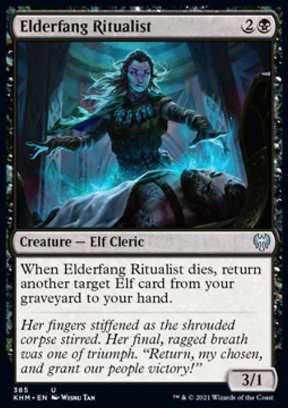 Elderfang Ritualist 2
Creature — Elf Cleric
When Elderfang Ritualist dies, return
another target Elf card from your
graveyard to your hand.
Her fingers stiffened as the shrouded
corpse stirred. Her final, ragged breath
was one of triumph. “Return, my chosen,
and grant our people victory!”
3/1
385 U
KHM • EN Wisnu Tan
™ & © 2021 Wizards of the Coast